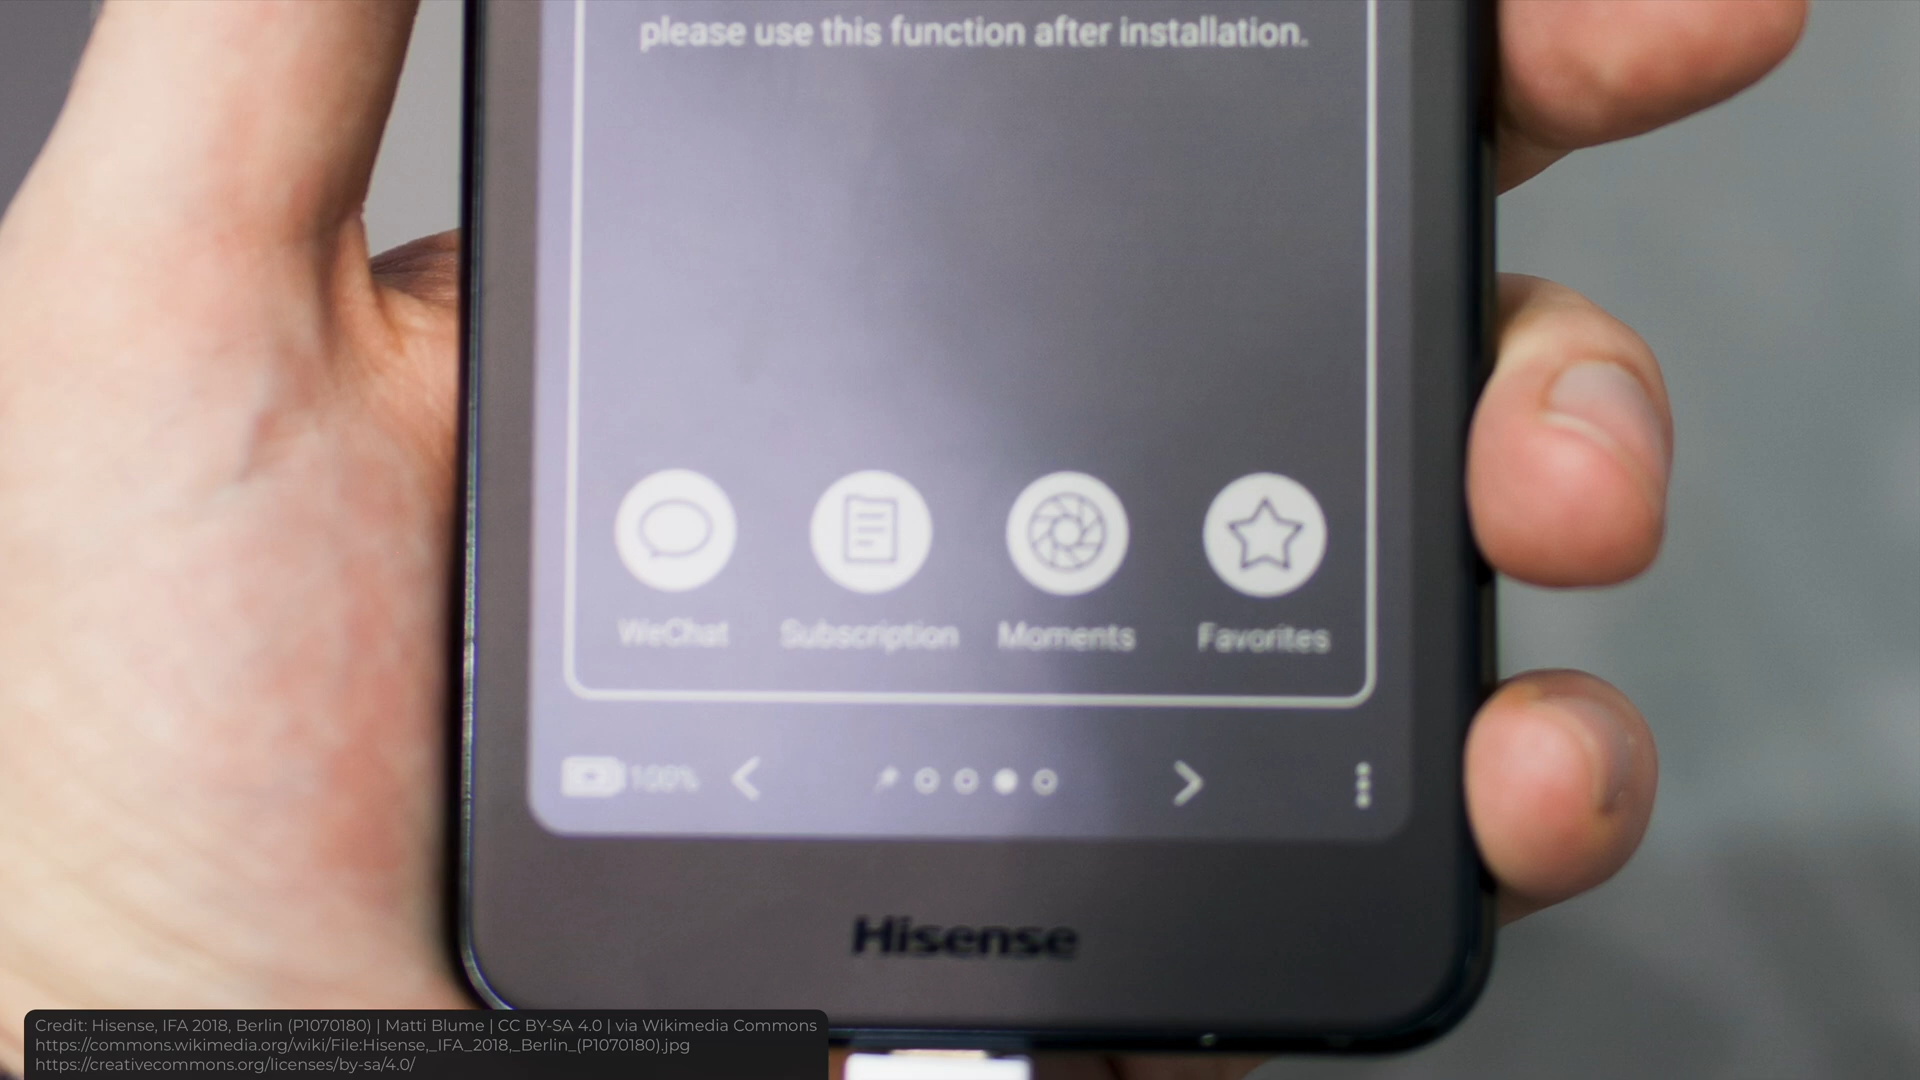 please use this function after installation.
WeChat Subscription Moments Favorites
100%
Hisense
Credit: Hisense, IFA 2018, Berlin (P1070180) | Matti Blume | CC BY-SA 4.0 | via Wikimedia Commons
https://commons.wikimedia.org/wiki/File:Hisense,_IFA_2018,_Berlin_(P1070180).jpg
https://creativecommons.org/licenses/by-sa/4.0/